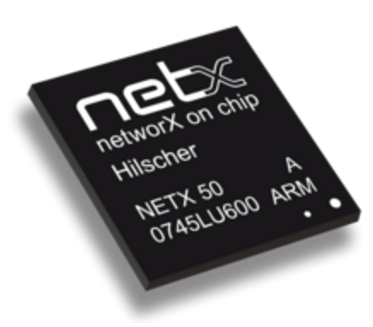 netx
networX on chip
Hilscher
NETX 50 A
0745LU600 ARM